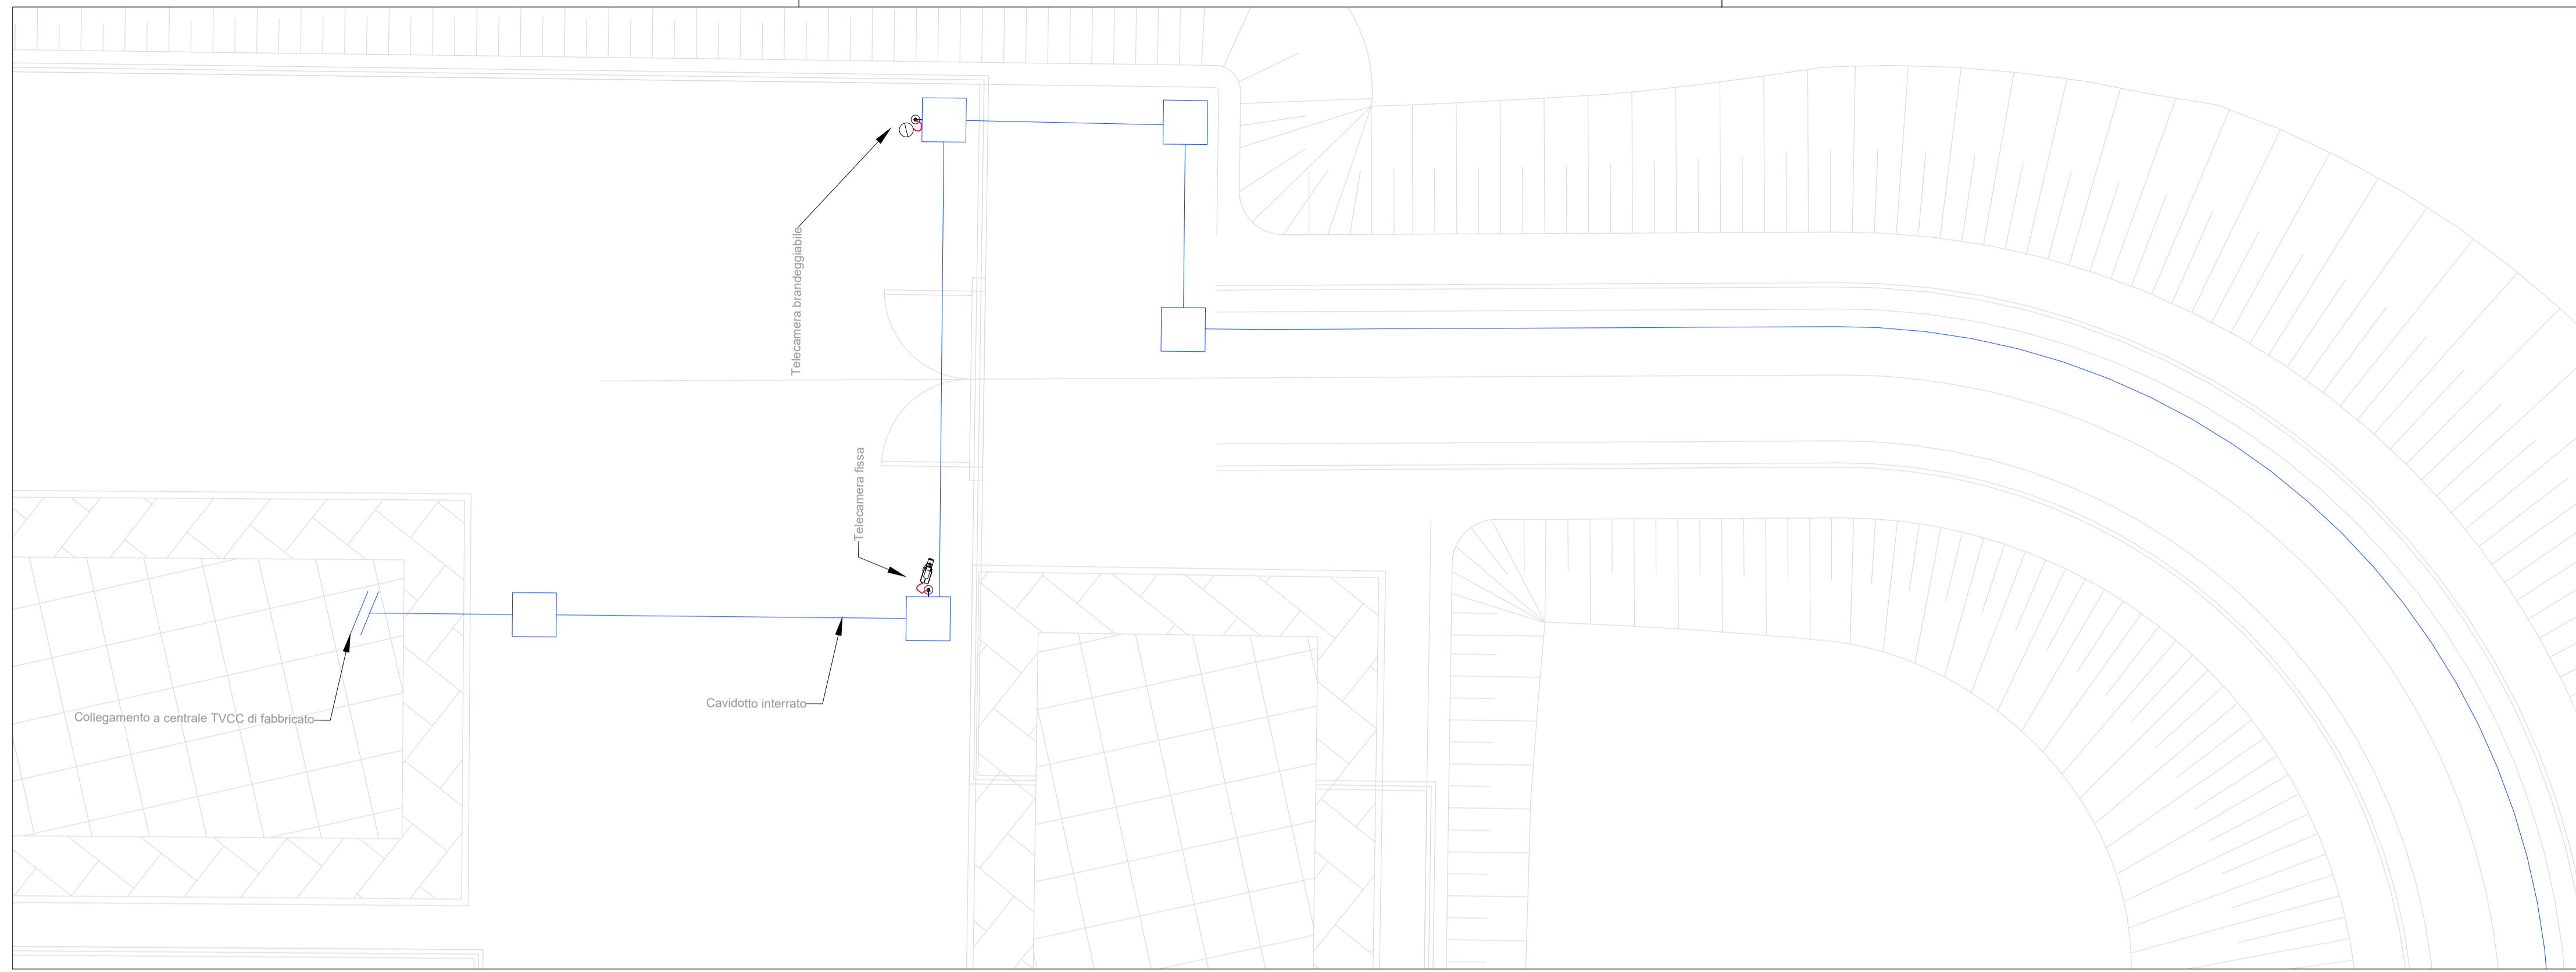 Telecamera brandeggiabile
Telecamera fissa
Collegamento a centrale TVCC di fabbricato
Cavidotto interrato